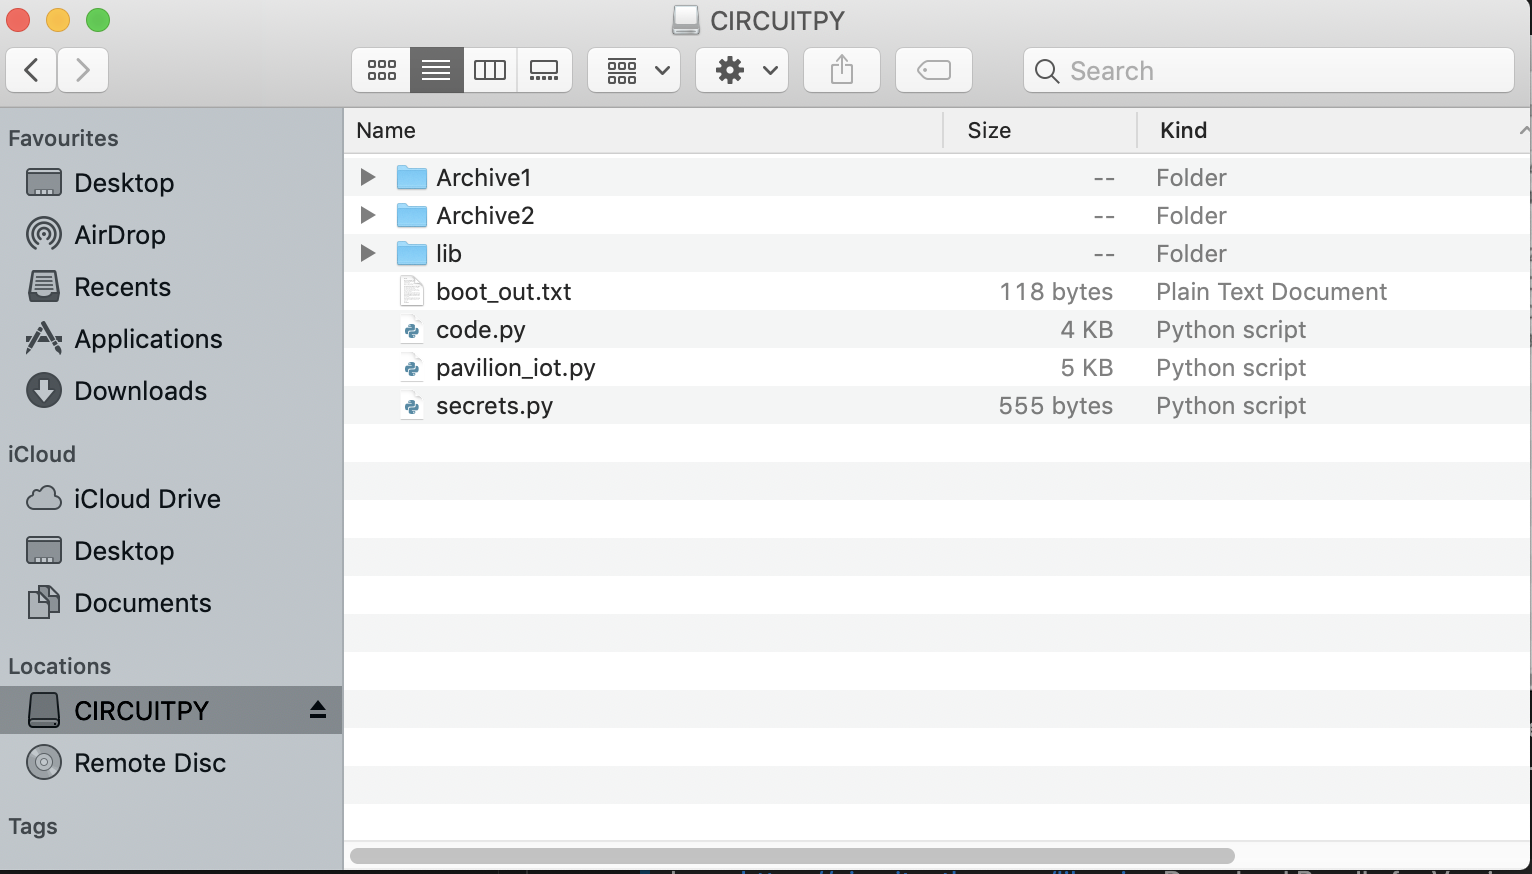 CIRCUITPY
Search
Favourites
Desktop
AirDrop
Recents
Applications
Downloads
iCloud
iCloud Drive
Desktop
Documents
Locations
CIRCUITPY
Remote Disc
Tags
Name Size Kind
Archive1 -- Folder
Archive2 -- Folder
lib -- Folder
boot_out.txt 118 bytes Plain Text Document
code.py 4 KB Python script
pavilion_iot.py 5 KB Python script
secrets.py 555 bytes Python script